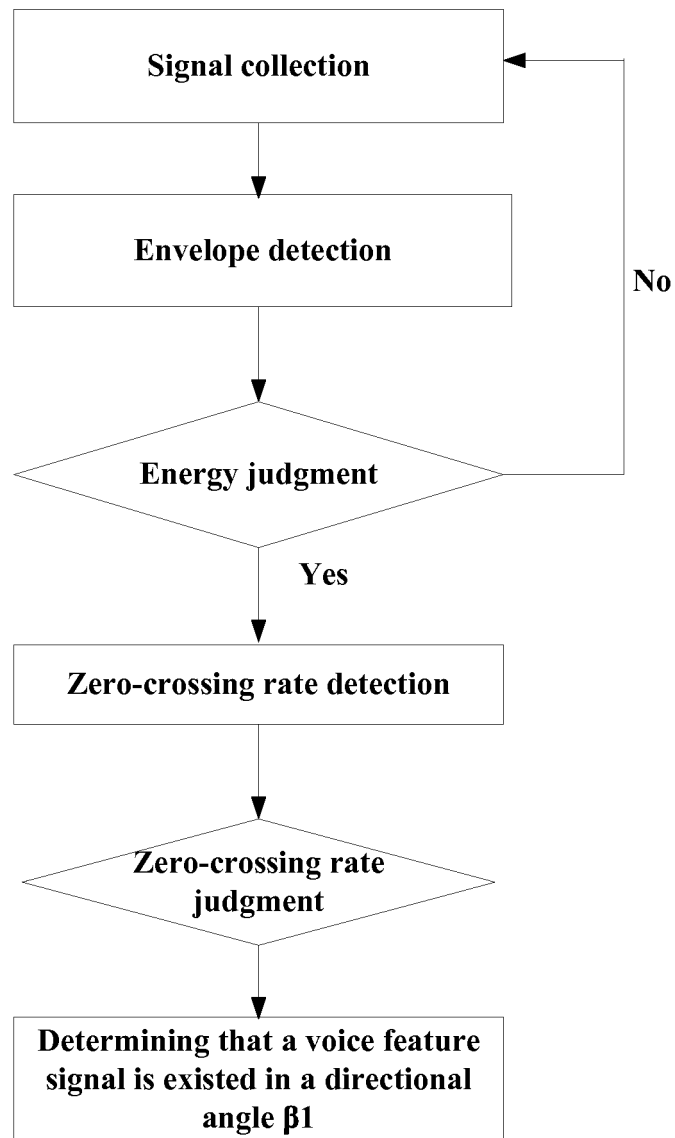 Signal collection
Envelope detection
No
Energy judgment
Yes
Zero-crossing rate detection
Zero-crossing rate
judgment
Determining that a voice feature
signal is existed in a directional
angle β1